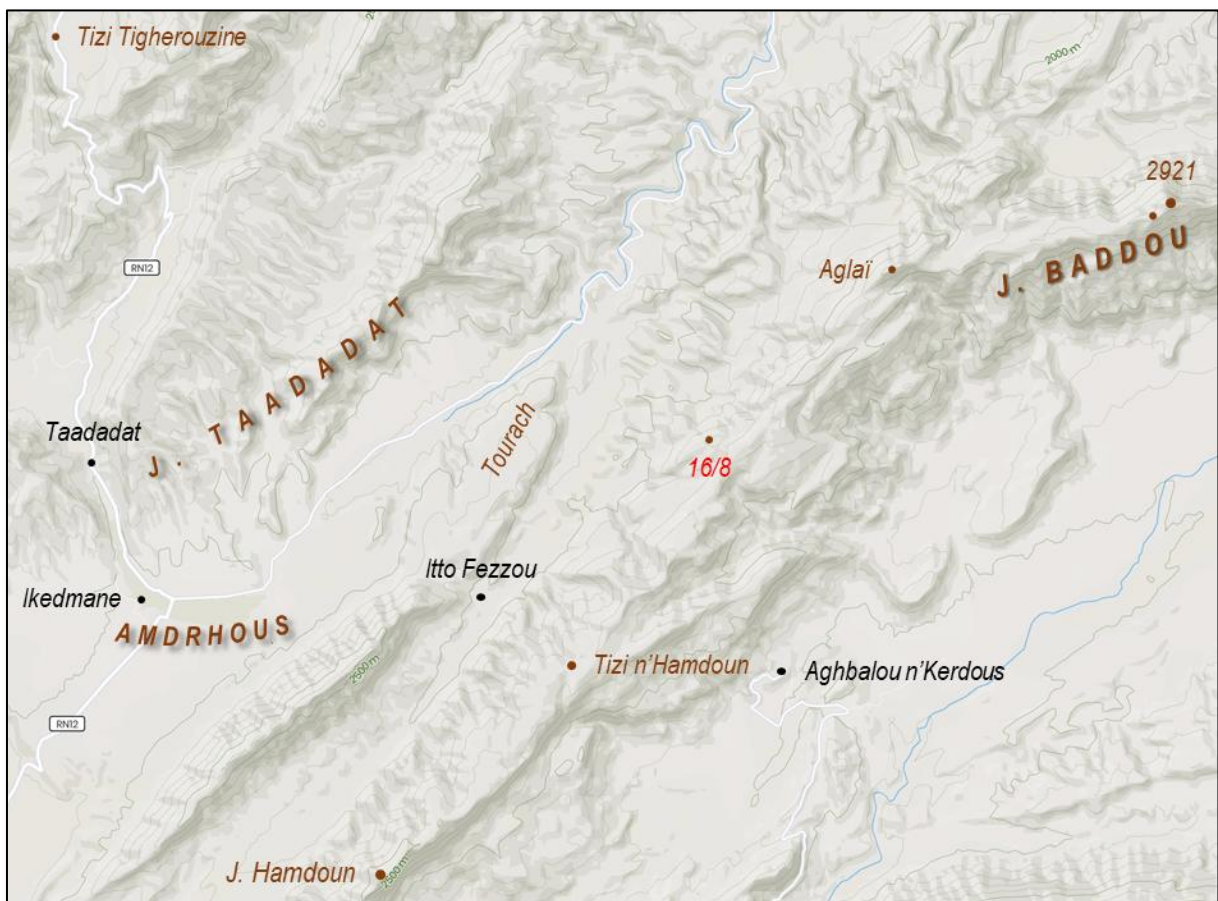 Tizi Tigherouzine
2000 m
2921
J. BADDOU
RN12
Aglaï
J. TAADADAT
Taadadat
Tourach
16/8
Itto Fezzou
Ikedmane
AMDRHOUS
2500 m
Tizi n'Hamdoun
Aghbalou n'Kerdous
RN12
J. Hamdoun
2500 m